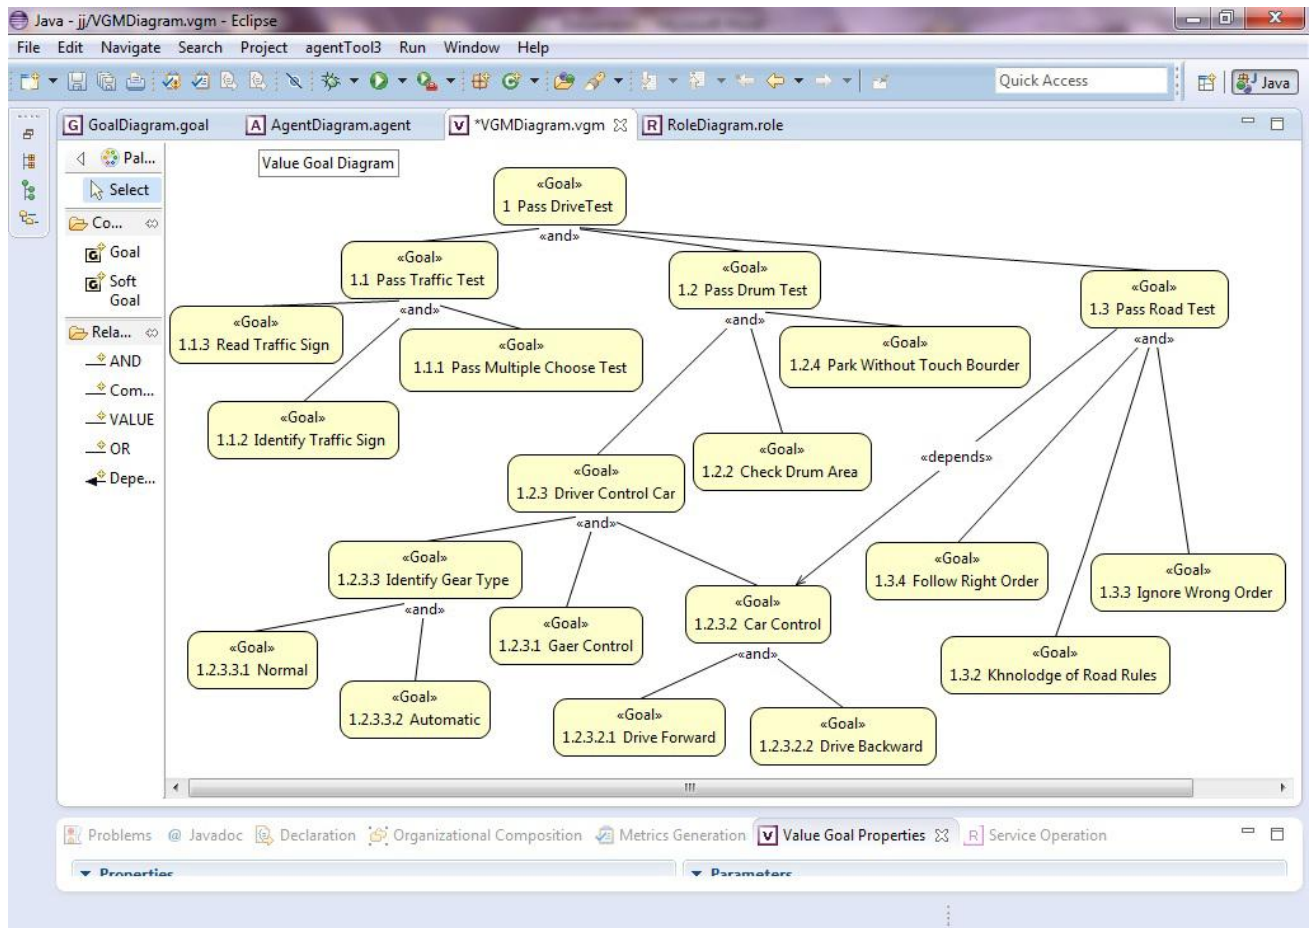 Java - jj/VGMDiagram.vgm - Eclipse
File Edit Navigate Search Project agentTool3 Run Window Help
Quick Access
Java
G GoalDiagram.goal A AgentDiagram.agent V *VGMDiagram.vgm R RoleDiagram.role
Pal...
Select
Co...
Goal
Soft
Goal
Rela...
AND
Com...
VALUE
OR
Depe...
Value Goal Diagram
«Goal»
1 Pass DriveTest
«and»
«Goal»
1.1 Pass Traffic Test
«and»
«Goal»
1.2 Pass Drum Test
«and»
«Goal»
1.3 Pass Road Test
«and»
«Goal»
1.1.3 Read Traffic Sign
«Goal»
1.1.1 Pass Multiple Choose Test
«Goal»
1.2.4 Park Without Touch Bourder
«Goal»
1.1.2 Identify Traffic Sign
«Goal»
1.2.2 Check Drum Area
«depends»
«Goal»
1.2.3 Driver Control Car
«and»
«Goal»
1.2.3.3 Identify Gear Type
«and»
«Goal»
1.3.4 Follow Right Order
«Goal»
1.3.3 Ignore Wrong Order
«Goal»
1.2.3.2 Car Control
«and»
«Goal»
1.2.3.1 Gaer Control
«Goal»
1.2.3.3.1 Normal
«Goal»
1.3.2 Khnolodge of Road Rules
«Goal»
1.2.3.3.2 Automatic
«Goal»
1.2.3.2.1 Drive Forward
«Goal»
1.2.3.2.2 Drive Backward
Problems @ Javadoc Declaration Organizational Composition Metrics Generation V Value Goal Properties R Service Operation
Properties Parameters